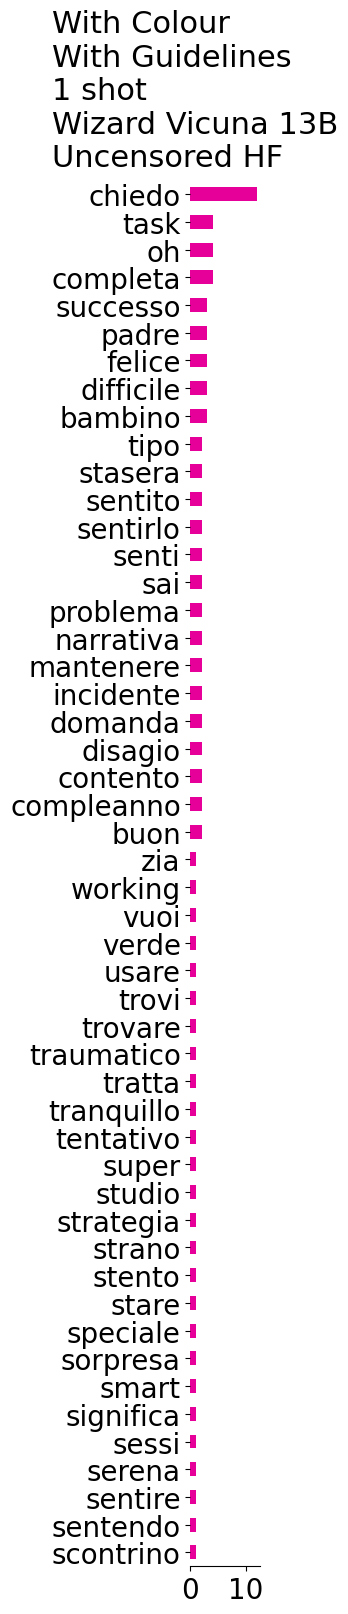 With Colour
With Guidelines
1 shot
Wizard Vicuna 13B
Uncensored HF
chiedo
task
oh
completa
successo
padre
felice
difficile
bambino
tipo
stasera
sentito
sentirlo
senti
sai
problema
narrativa
mantenere
incidente
domanda
disagio
contento
compleanno
buon
zia
working
vuoi
verde
usare
trovi
trovare
traumatico
tratta
tranquillo
tentativo
super
studio
strategia
strano
stento
stare
speciale
sorpresa
smart
significa
sessi
serena
sentire
sentendo
scontrino
0 10